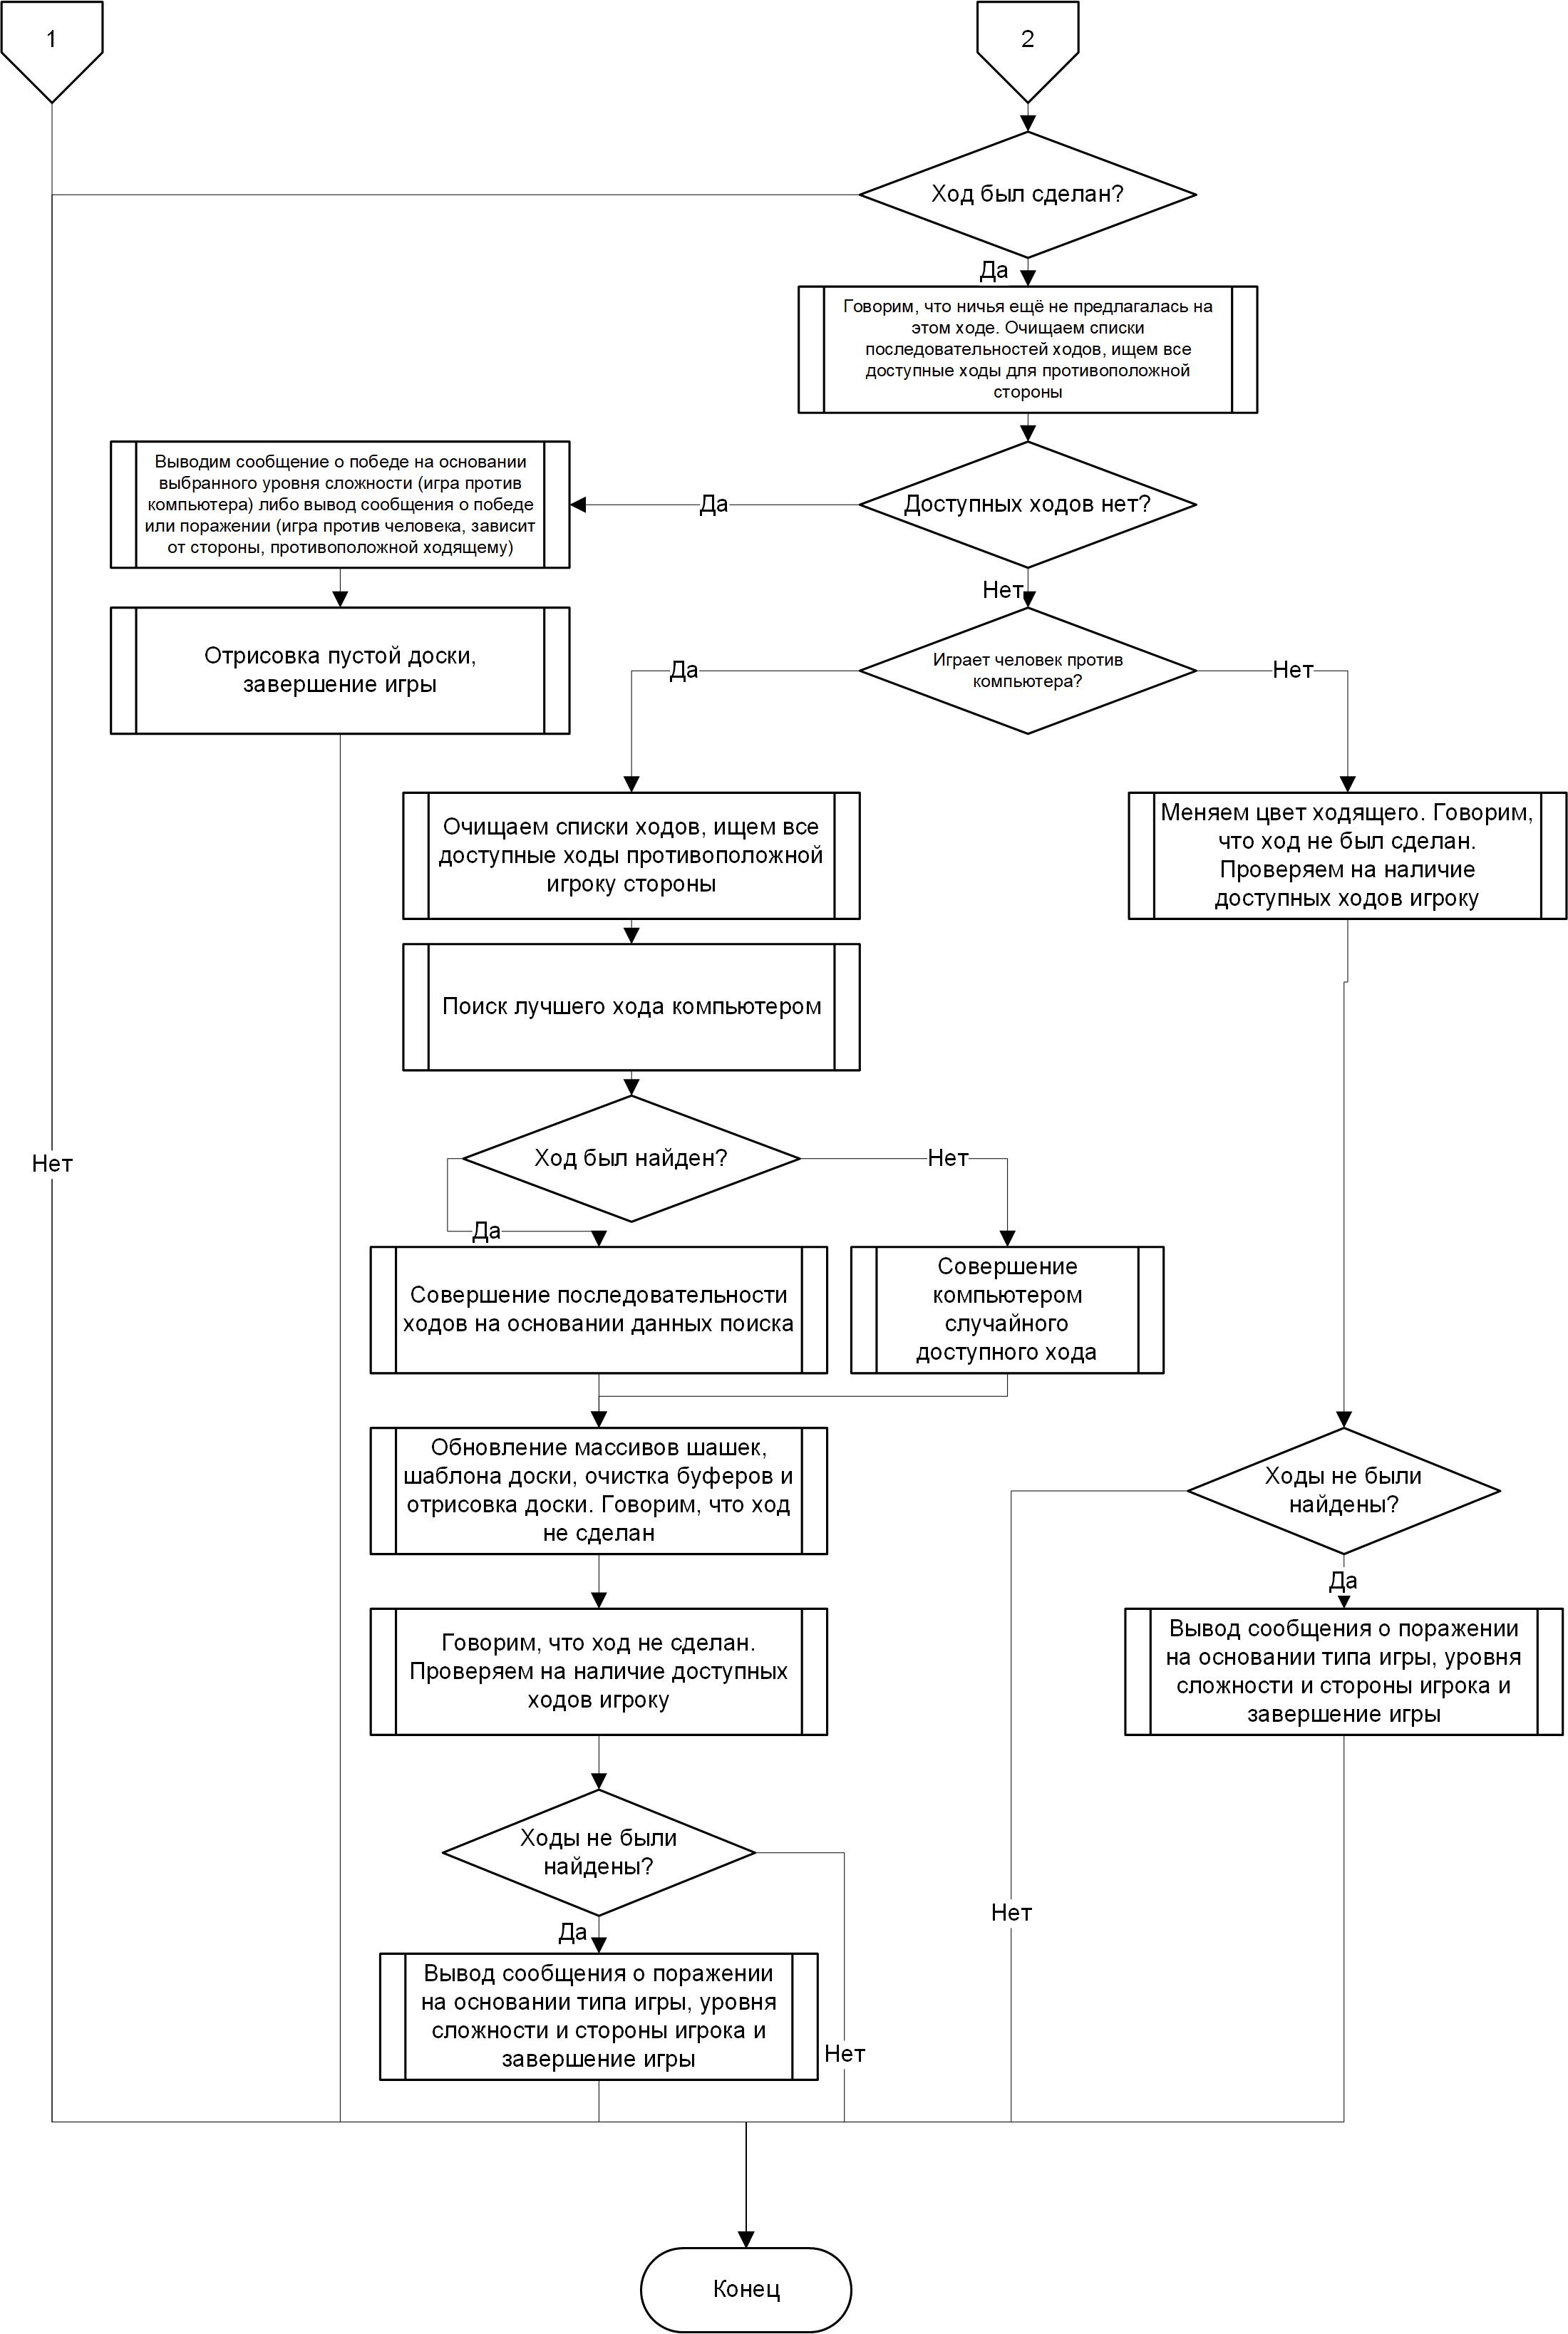 1
2
Ход был сделан?
Да
Говорим, что ничья ещё не предлагалась на
этом ходе. Очищаем списки
последовательностей ходов, ищем все
доступные ходы для противоположной
стороны
Выводим сообщение о победе на основании
выбранного уровня сложности (игра против
компьютера) либо вывод сообщения о победе
или поражении (игра против человека, зависит
от стороны, противоположной ходящему)
Да
Доступных ходов нет?
Нет
Отрисовка пустой доски,
завершение игры
Да
Играет человек против
компьютера?
Нет
Очищаем списки ходов, ищем все
доступные ходы противоположной
игроку стороны
Меняем цвет ходящего. Говорим,
что ход не был сделан.
Проверяем на наличие
доступных ходов игроку
Поиск лучшего хода компьютером
Нет
Ход был найден?
Нет
Да
Совершение последовательности
ходов на основании данных поиска
Совершение
компьютером
случайного
доступного хода
Обновление массивов шашек,
шаблона доски, очистка буферов и
отрисовка доски. Говорим, что ход
не сделан
Ходы не были
найдены?
Да
Говорим, что ход не сделан.
Проверяем на наличие доступных
ходов игроку
Вывод сообщения о поражении
на основании типа игры, уровня
сложности и стороны игрока и
завершение игры
Ходы не были
найдены?
Нет
Да
Вывод сообщения о поражении
на основании типа игры, уровня
сложности и стороны игрока и
завершение игры
Нет
Конец